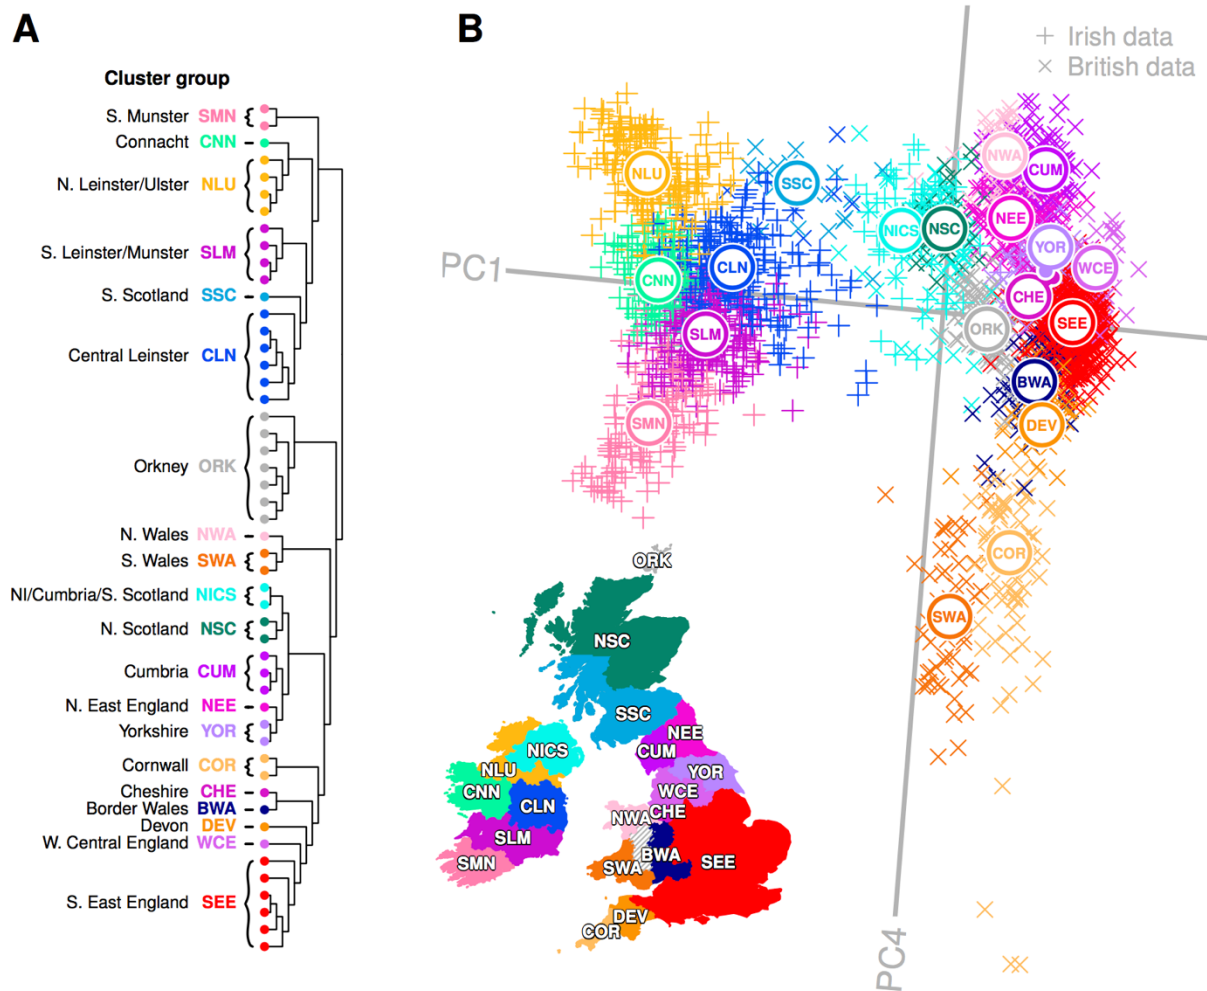 A
Cluster group
S. Munster SMN
Connacht CNN
N. Leinster/Ulster NLU
S. Leinster/Munster SLM
S. Scotland SSC
Central Leinster CLN
Orkney ORK
N. Wales NWA
S. Wales SWA
NI/Cumbria/S. Scotland NICS
N. Scotland NSC
Cumbria CUM
N. East England NEE
Yorkshire YOR
Cornwall COR
Cheshire CHE
Border Wales BWA
Devon DEV
W. Central England WCE
S. East England SEE
B
Irish data
British data
NWA
CUM
NLU
SSC
NEE
NICS
NSC
YOR
PC1
CNN
CLN
WCE
CHE
SLM
ORK
SEE
BWA
SMN
DEV
COR
SWA
PC4
ORK
NSC
SSC
NEE
NICS
CUM
NLU
YOR
CNN
WCE
CLN
CHE
NWA
SLM
BWA
SMN
SWA
SEE
DEV
COR